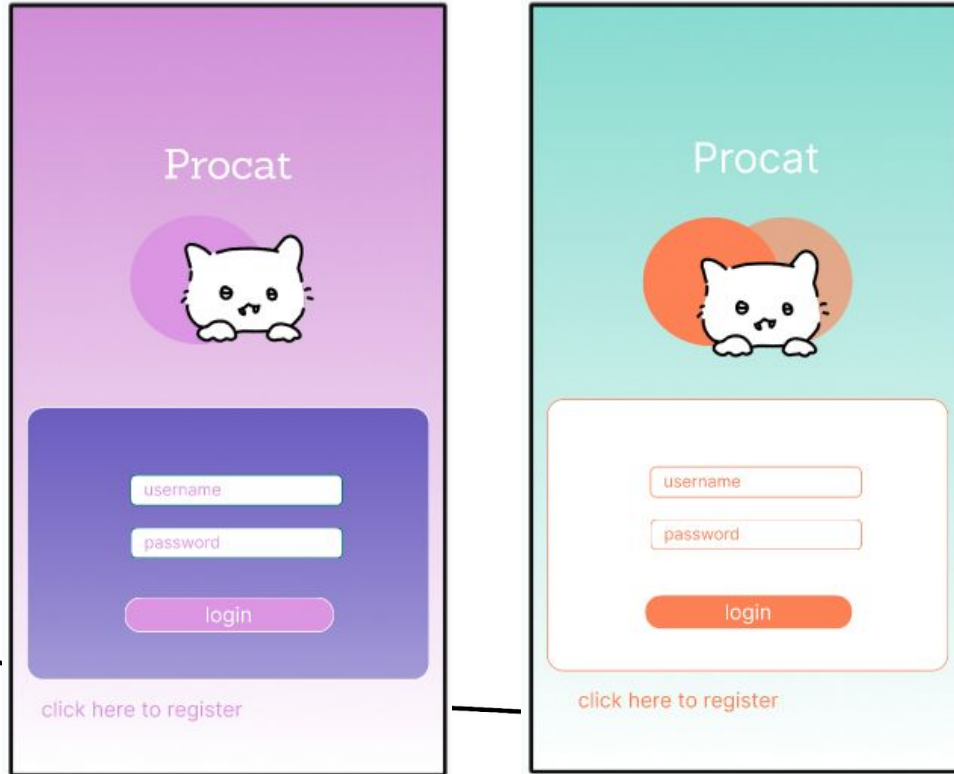 Procat
username
password
login
click here to register
Procat
username
password
login
click here to register